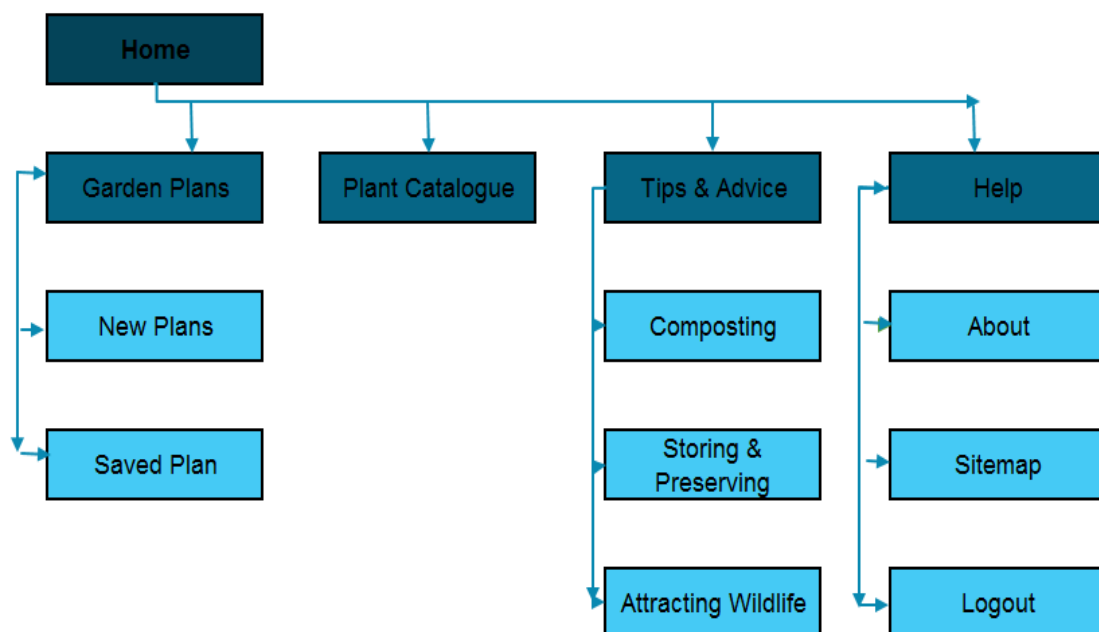 Home
Garden Plans
Plant Catalogue
Tips & Advice
Help
New Plans
Composting
About
Saved Plan
Storing &
Preserving
Sitemap
Attracting Wildlife
Logout